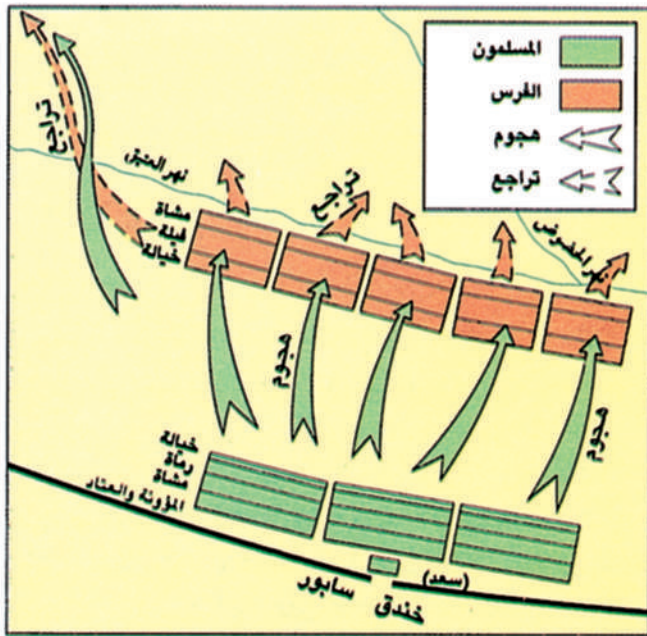 المسلمون
الفرس
هجوم
تراجع
تراجع
نهر العتيق
تراجع
نهر الخضوض
مشاة
فيلة
خيالة
هجوم
هجوم
خيالة
رماة
مشاة
المؤونة والعتاد
(سعد)
خندق سابور